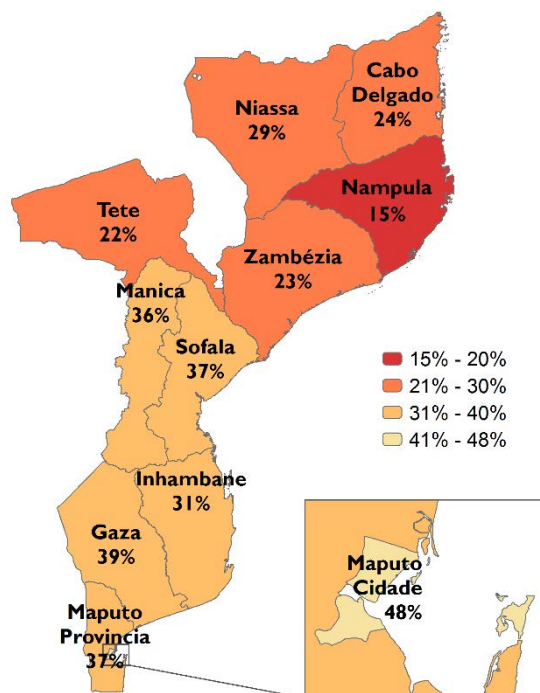 Cabo
Delgado
24%
Niassa
29%
Nampula
15%
Tete
22%
Zambézia
23%
Manica
36%
Sofala
37%
15% - 20%
21% - 30%
31% - 40%
41% - 48%
Inhambane
31%
Gaza
39%
Maputo
Cidade
48%
Maputo
Provincia
37%